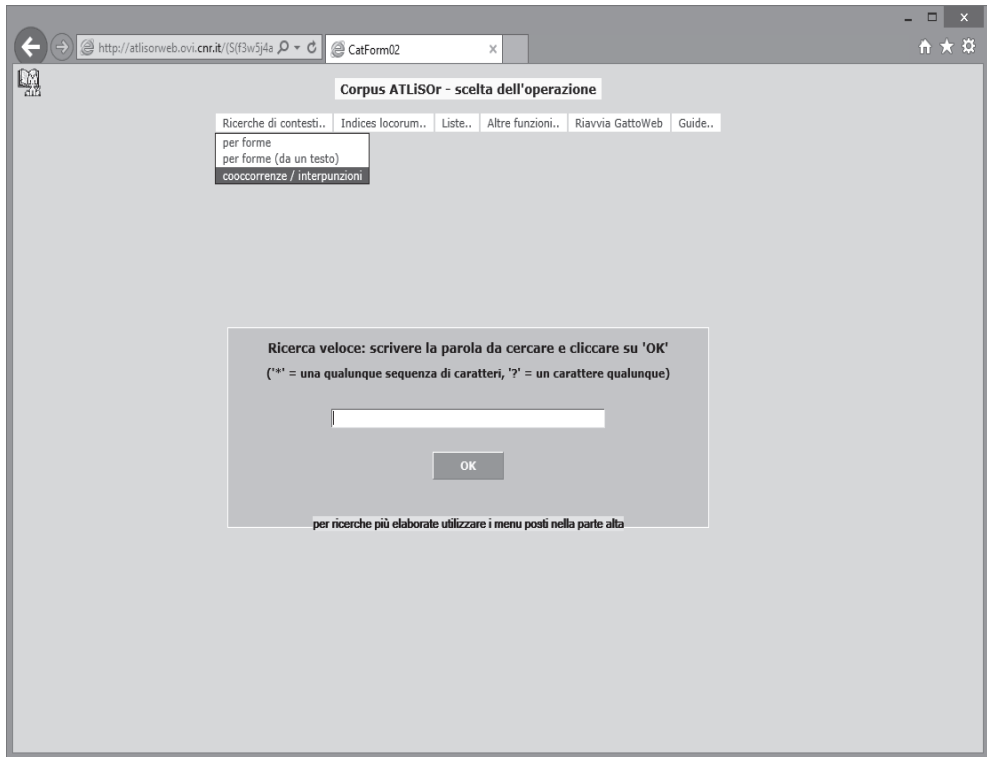 http://atlisorweb.ovi.cnr.it/(S(f3w5j4a
CatForm02
Corpus ATLiSOr - scelta dell'operazione
Ricerche di contesti.. Indices locorum.. Liste.. Altre funzioni.. Riavvia GattoWeb Guide..
per forme
per forme (da un testo)
cooccorrenze / interpunzioni
Ricerca veloce: scrivere la parola da cercare e cliccare su 'OK'
('*' = una qualunque sequenza di caratteri, '?' = un carattere qualunque)
OK
per ricerche più elaborate utilizzare i menu posti nella parte alta